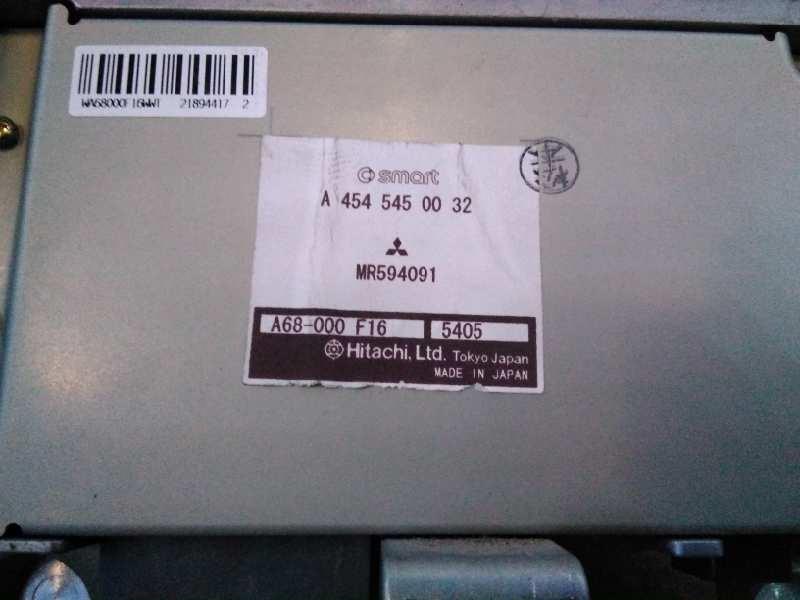 WA68000F16WWT 21894417 2
smart
A 454 545 00 32
MR594091
A68-000 F16 5405
Hitachi, Ltd. Tokyo Japan
MADE IN JAPAN